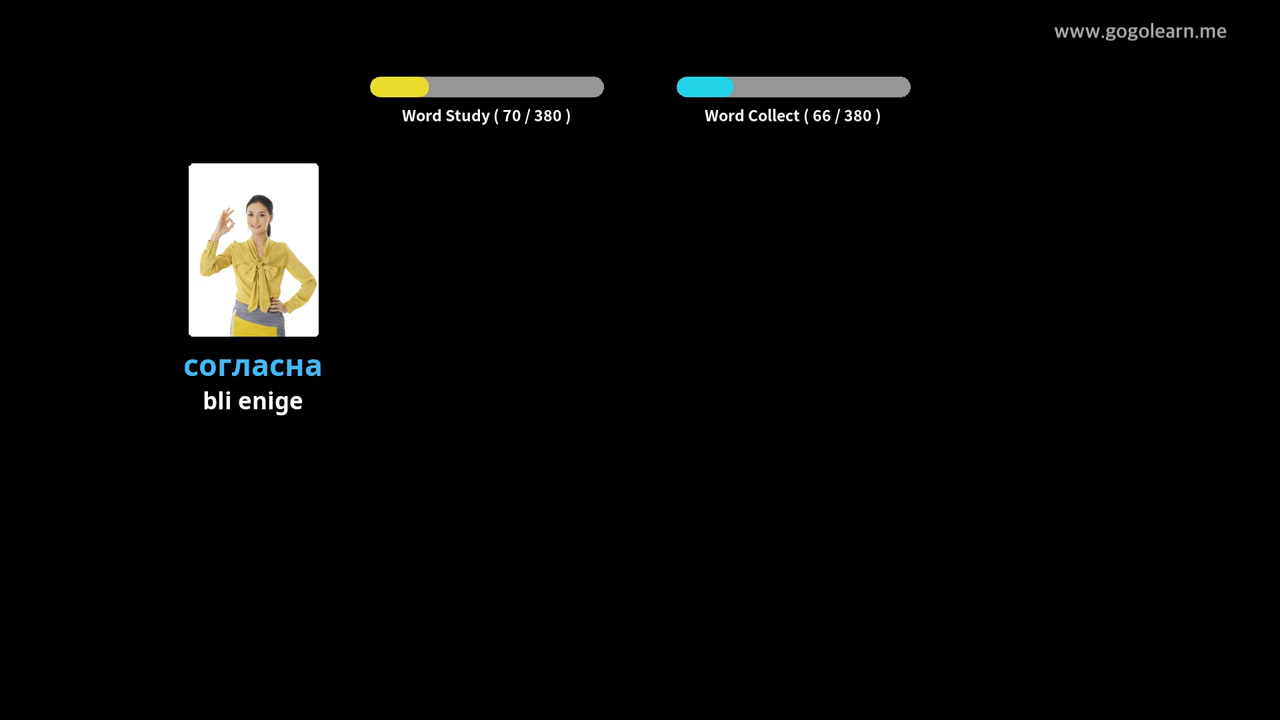 www.gogolearn.me
Word Study ( 70 / 380 )
Word Collect ( 66 / 380 )
согласна
bli enige